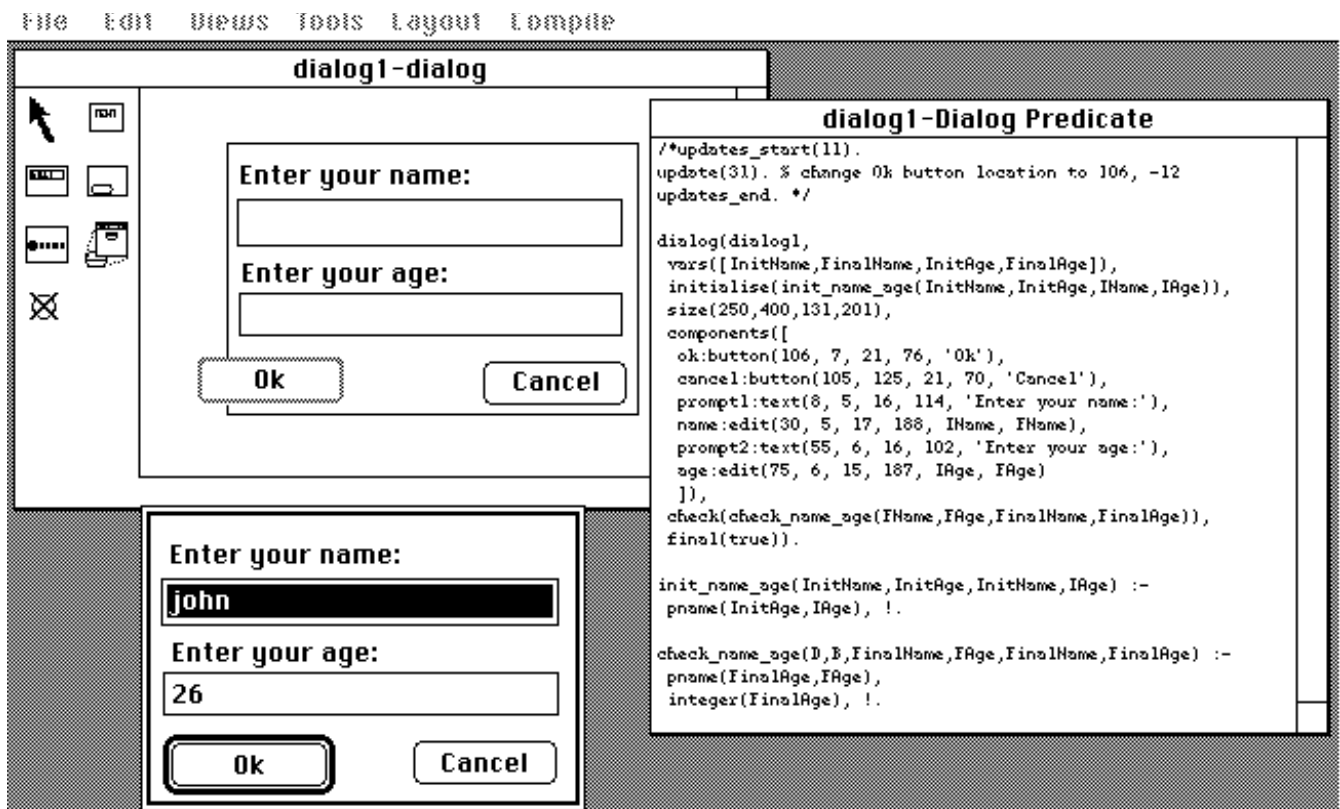 File Edit Views Tools Layout Compile
dialog1-dialog
TEXT
Enter your name:
Enter your age:
Ok Cancel
dialog1-Dialog Predicate
/*updates_start(11).
update(31). % change Ok button location to 106, -12
updates_end. */
dialog(dialog1,
vars([InitName,FinalName,InitAge,FinalAge]),
initialise(init_name_age(InitName,InitAge,IName,IAge)),
size(250,400,131,201),
components([
ok:button(106, 7, 21, 76, 'Ok'),
cancel:button(105, 125, 21, 70, 'Cancel'),
prompt1:text(8, 5, 16, 114, 'Enter your name:'),
name:edit(30, 5, 17, 188, IName, FName),
prompt2:text(55, 6, 16, 102, 'Enter your age:'),
age:edit(75, 6, 15, 187, IAge, FAge)
]),
check(check_name_age(FName,FAge,FinalName,FinalAge)),
final(true)).
init_name_age(InitName,InitAge,InitName,IAge) :-
pname(InitAge,IAge), !.
check_name_age(D,B,FinalName,FAge,FinalName,FinalAge) :-
pname(FinalAge,FAge),
integer(FinalAge), !.
Enter your name:
john
Enter your age:
26
Ok Cancel